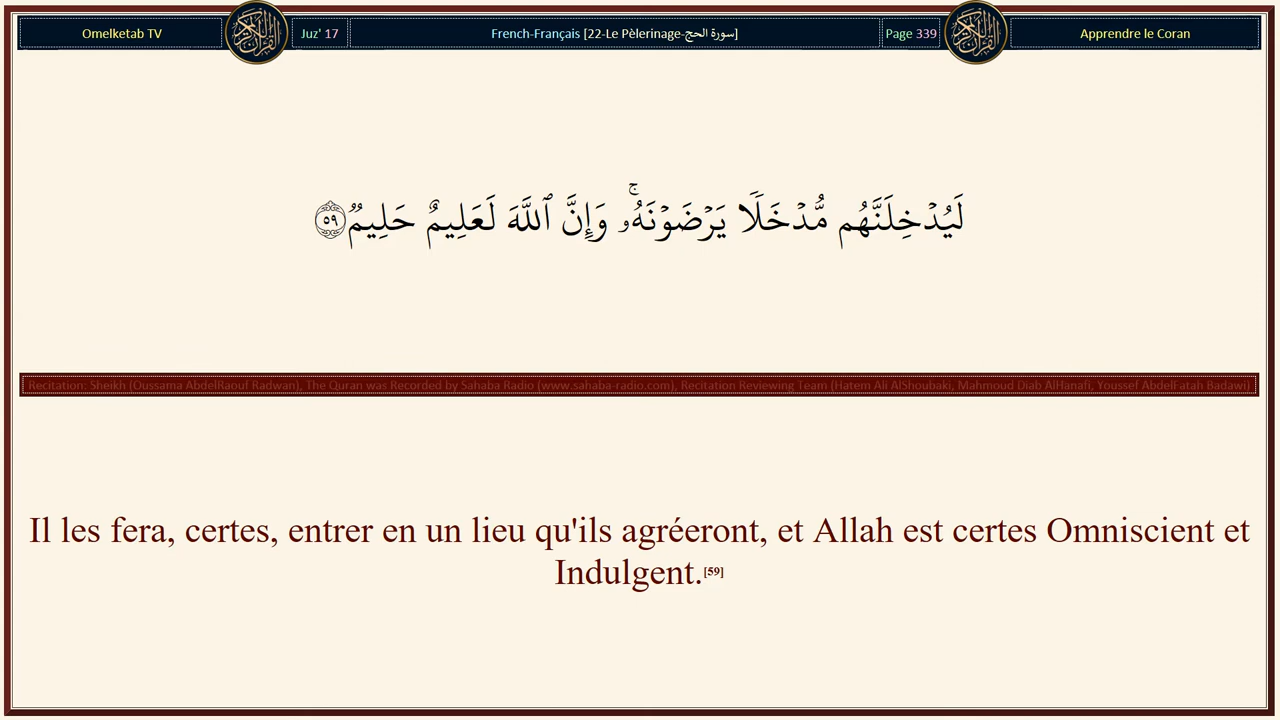 Omelketab TV
Juz' 17
French-Français [22-Le Pèlerinage-سورة الحج]
Page 339
Apprendre le Coran
لَيُدْخِلَنَّهُم مُّدْخَلًا يَرْضَوْنَهُۥ ۚ وَإِنَّ ٱللَّهَ لَعَلِيمٌ حَلِيمٌ ٥٩
Recitation: Sheikh (Oussama AbdelRaouf Radwan), The Quran was Recorded by Sahaba Radio (www.sahaba-radio.com), Recitation Reviewing Team (Hatem Ali AlShoubaki, Mahmoud Diab AlHanafi, Youssef AbdelFatah Badawi)
Il les fera, certes, entrer en un lieu qu'ils agréeront, et Allah est certes Omniscient et
Indulgent.[59]